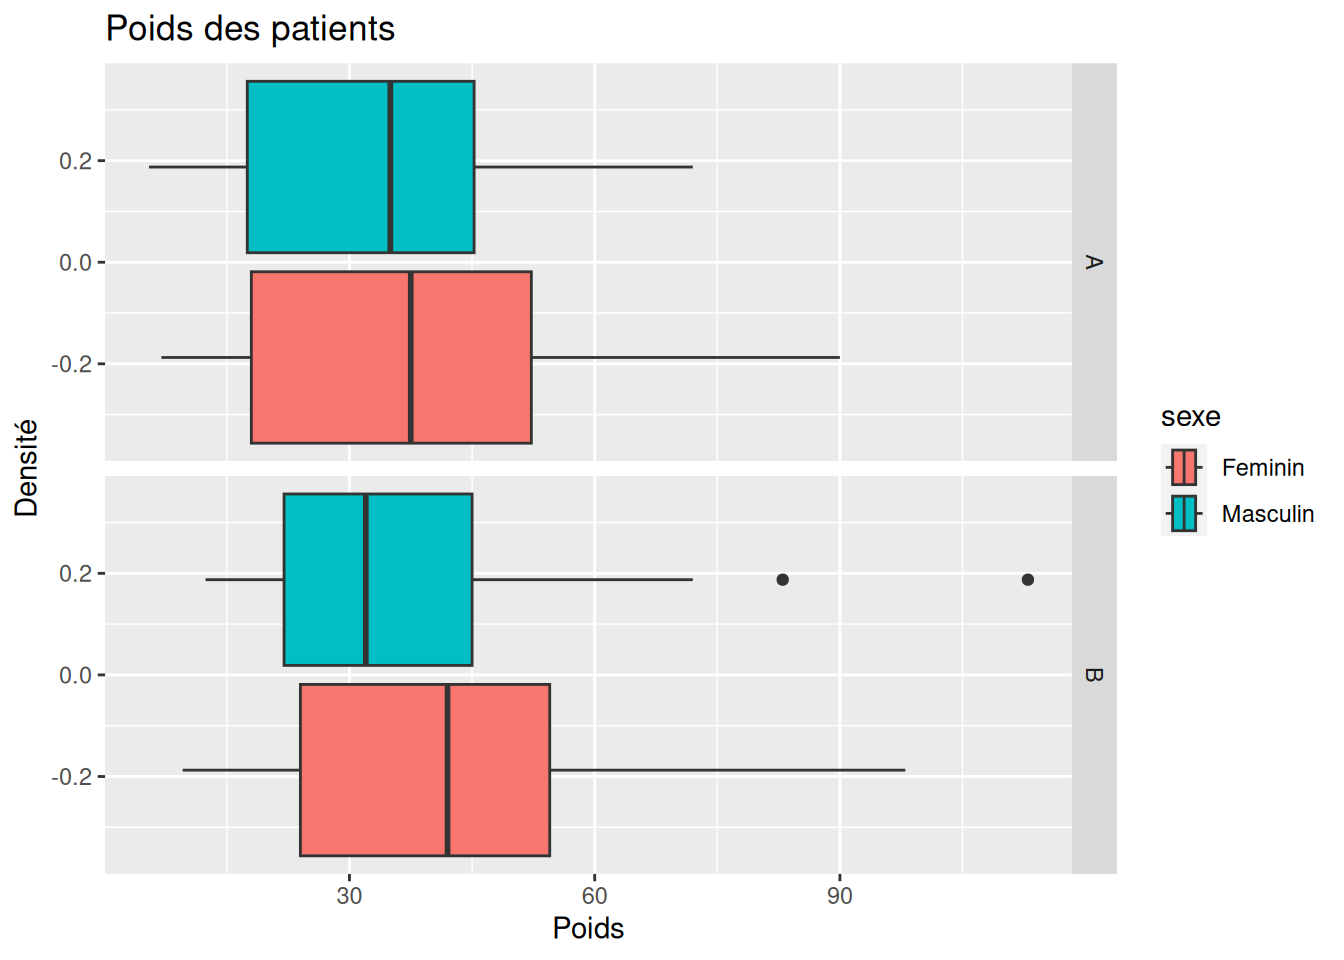 Poids des patients
0.2
0.0
-0.2
A
Densité
0.2
0.0
-0.2
B
30 60 90
Poids
sexe
Feminin
Masculin